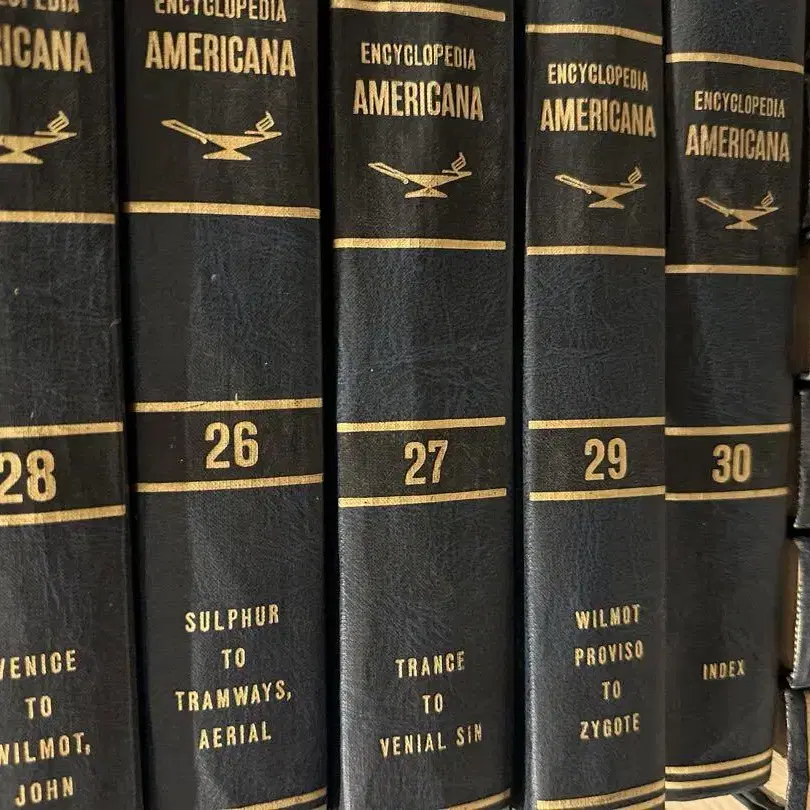 AMERICANA
28
VENICE
TO
WILMOT,
JOHN
ENCYCLOPEDIA
AMERICANA
26
SULPHUR
TO
TRAMWAYS,
AERIAL
ENCYCLOPEDIA
AMERICANA
27
TRANCE
TO
VENIAL SIN
ENCYCLOPEDIA
AMERICANA
29
WILMOT
PROVISO
TO
ZYGOTE
ENCYCLOPEDIA
AMERICANA
30
INDEX